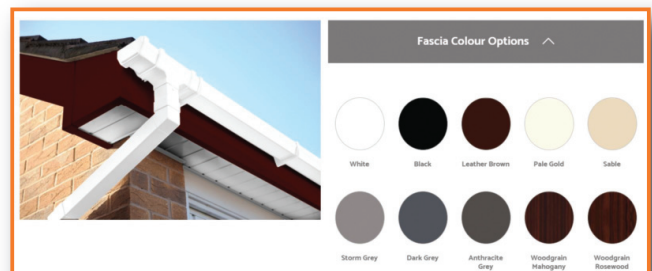 Fascia Colour Options
White
Black
Leather Brown
Pale Gold
Sable
Storm Grey
Dark Grey
Anthracite
Grey
Woodgrain
Mahogany
Woodgrain
Rosewood